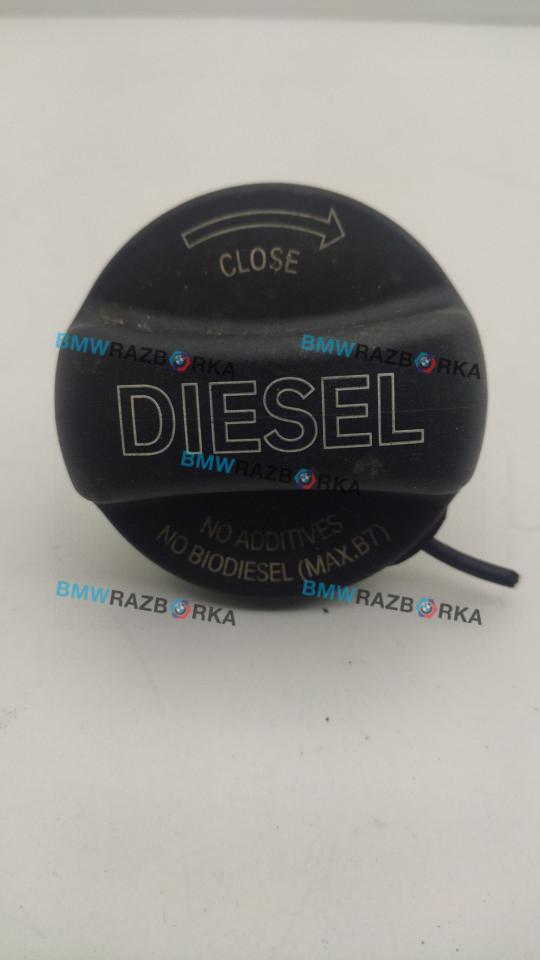 CLOSE
BMWRAZBORKA BMWRAZBORKA
DIESEL
BMWRAZBORKA
NO ADDITIVES
NO BIODIESEL (MAX.B7)
BMWRAZBORKA BMWRAZBORKA